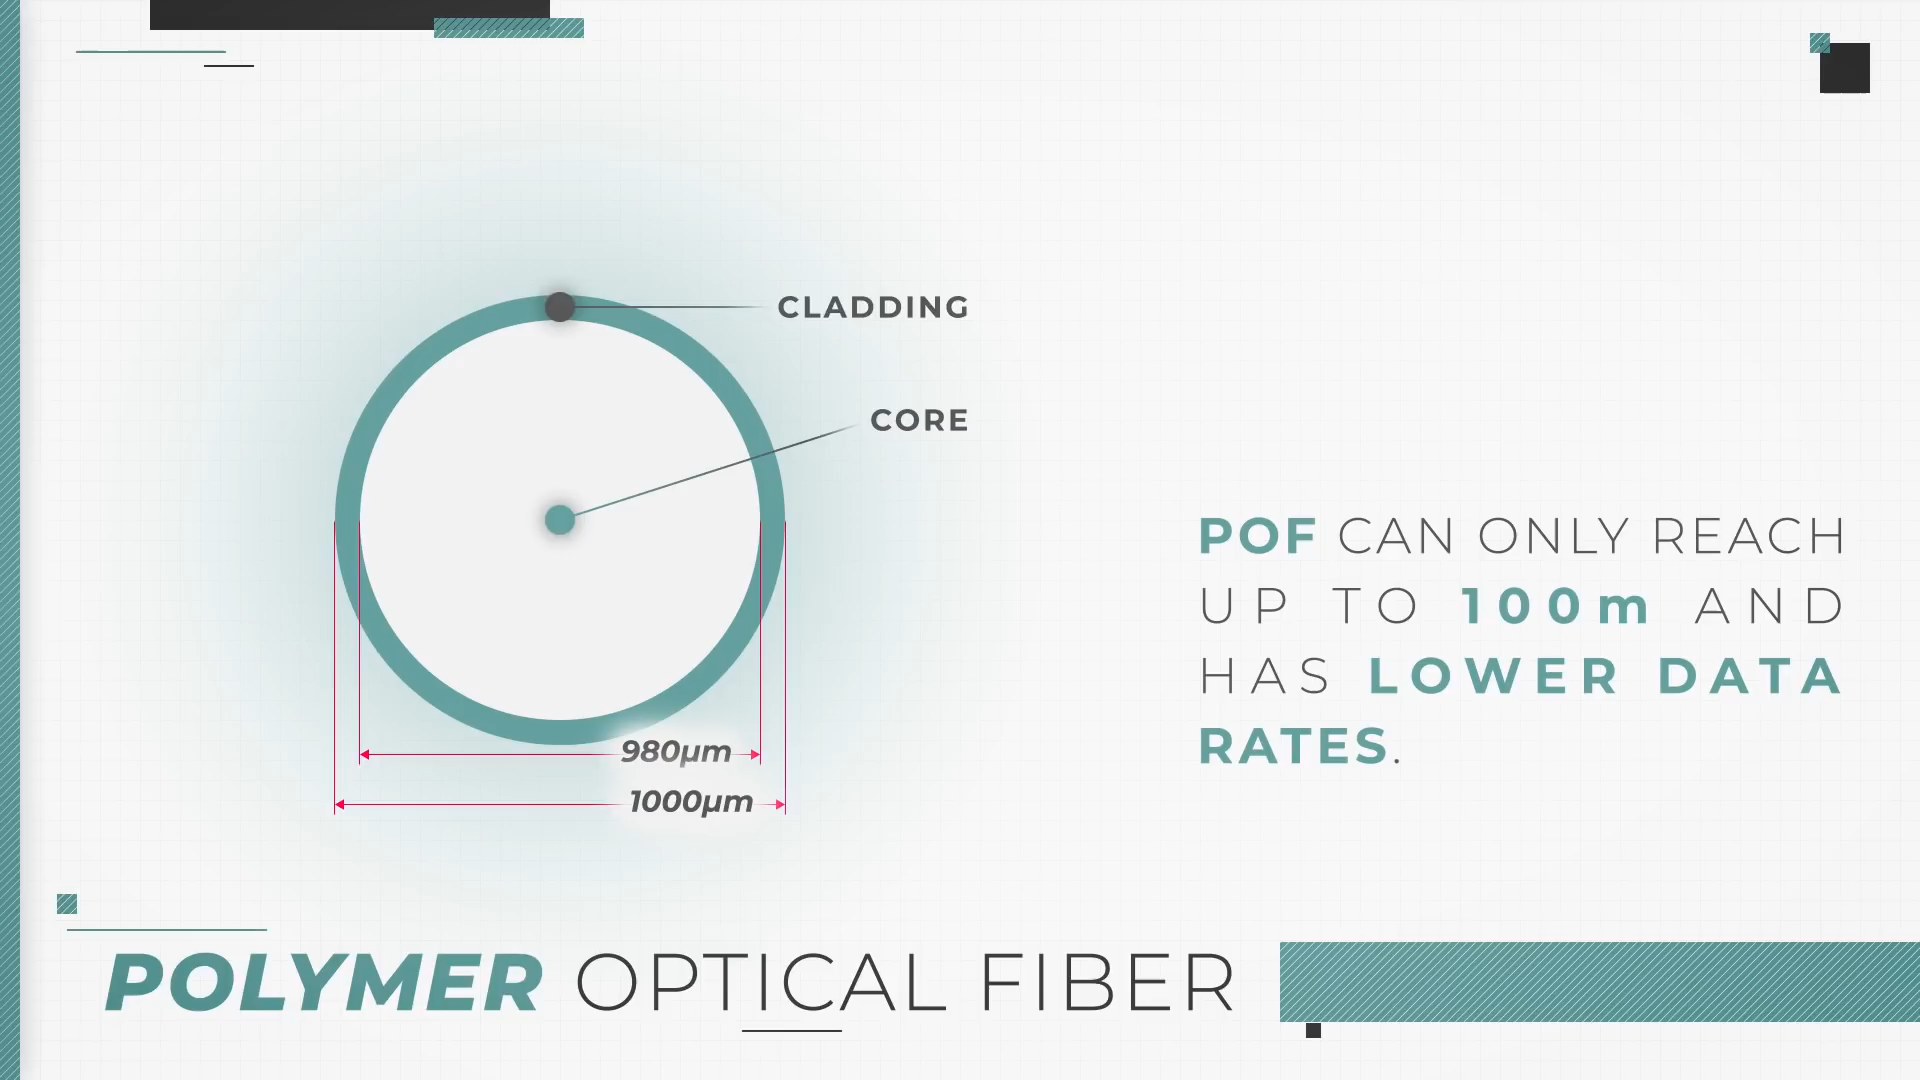 CLADDING
CORE
POF CAN ONLY REACH
UP TO 100m AND
HAS LOWER DATA
RATES.
980µm
1000µm
POLYMER OPTICAL FIBER